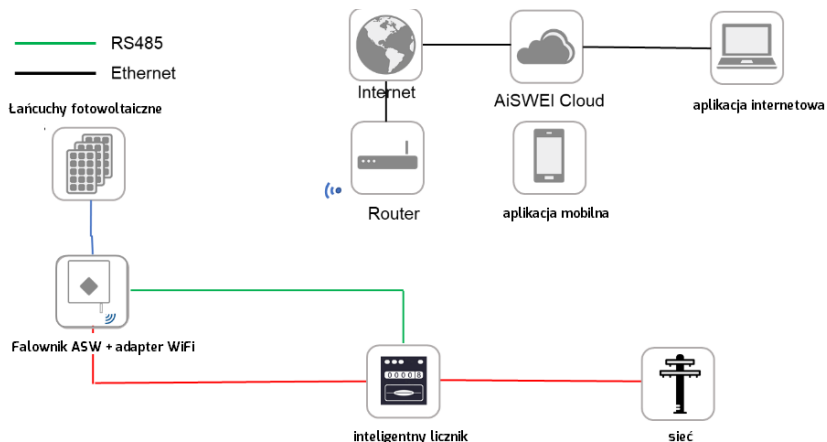 RS485
Ethernet
Łańcuchy fotowoltaiczne
Internet
AiSWEI Cloud
aplikacja internetowa
Router
aplikacja mobilna
Falownik ASW + adapter WiFi
000018
inteligentny licznik
sieć